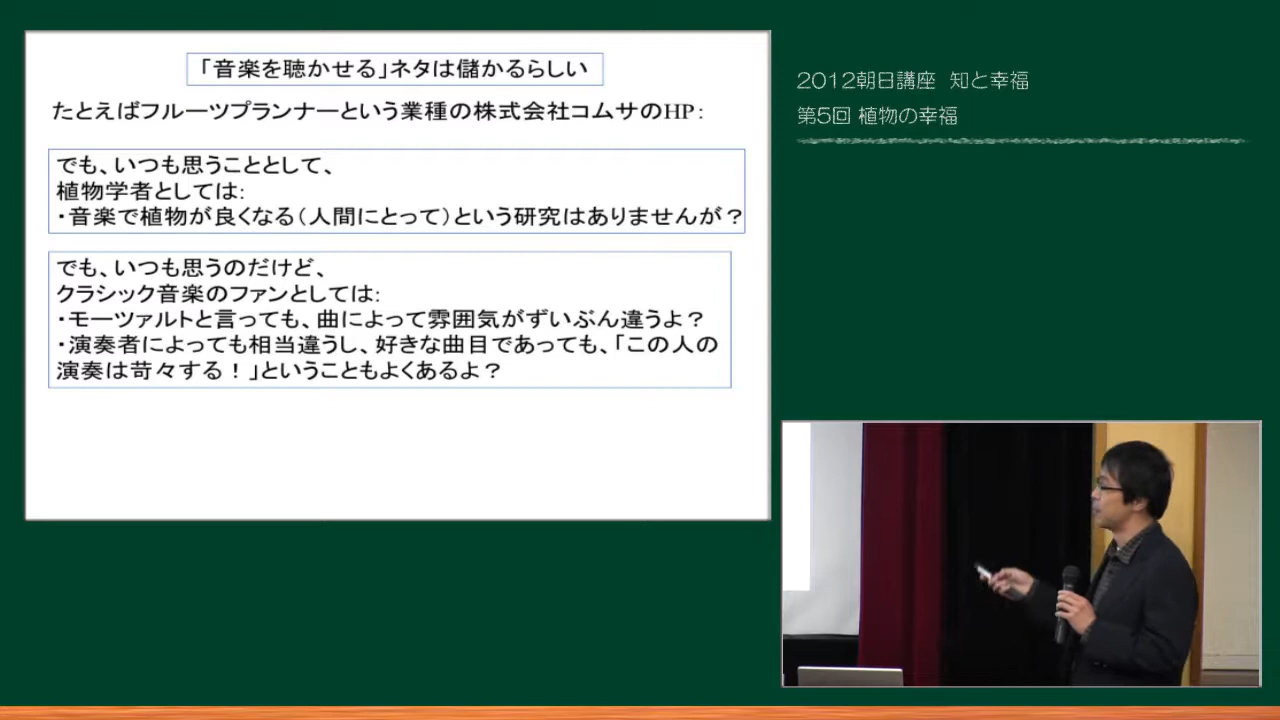 「音楽を聴かせる」ネタは儲かるらしい
たとえばフルーツプランナーという業種の株式会社コムサのHP：
でも、いつも思うこととして、
植物学者としては:
・音楽で植物が良くなる（人間にとって）という研究はありませんが？
でも、いつも思うのだけど、
クラシック音楽のファンとしては:
・モーツァルトと言っても、曲によって雰囲気がずいぶん違うよ？
・演奏者によっても相当違うし、好きな曲目であっても、「この人の
演奏は苛々する！」ということもよくあるよ？
2012朝日講座 知と幸福
第5回 植物の幸福